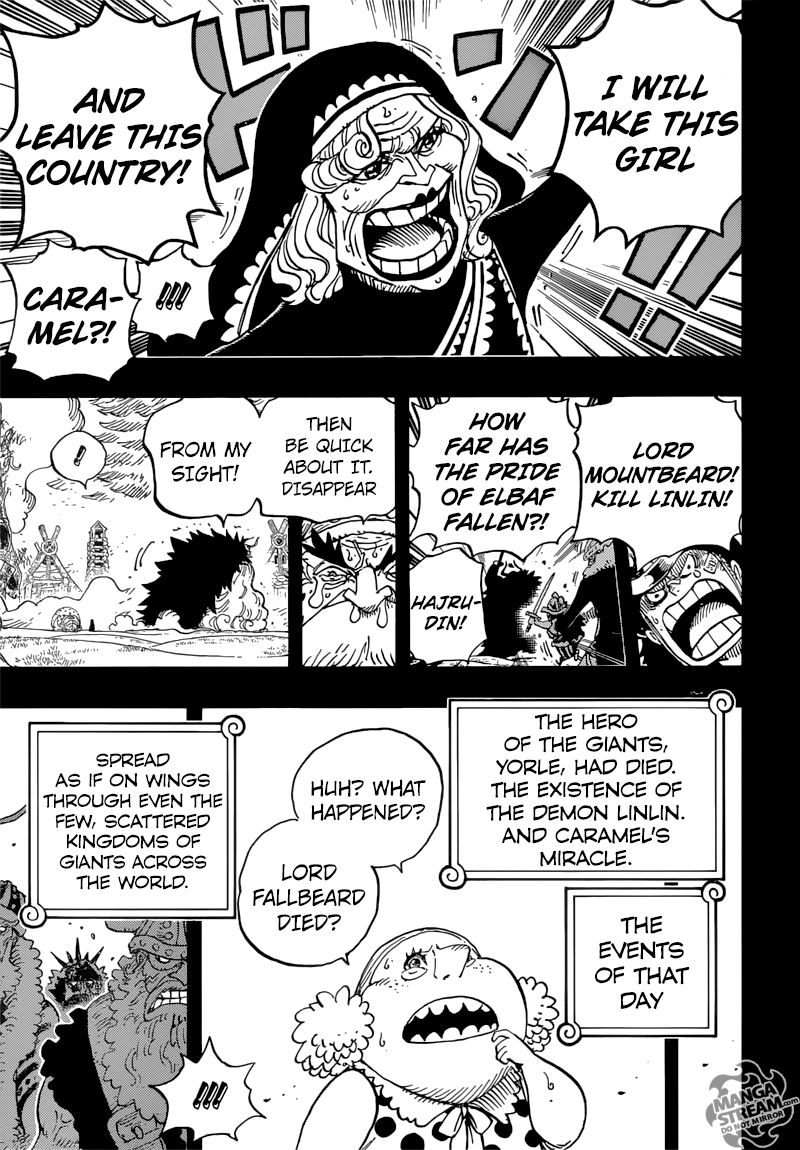 I WILL
TAKE THIS
GIRL
AND
LEAVE THIS
COUNTRY!
!!!
CARA-
MEL?!
LORD
MOUNTBEARD!
KILL LINLIN!
HOW
FAR HAS
THE PRIDE
OF ELBAF
FALLEN?!
HAJRU-
DIN!
THEN
BE QUICK
ABOUT IT.
DISAPPEAR
FROM MY
SIGHT!
!
THE HERO
OF THE GIANTS,
YORLE, HAD DIED.
THE EXISTENCE OF
THE DEMON LINLIN.
AND CARAMEL'S
MIRACLE.
THE
EVENTS
OF THAT
DAY
HUH? WHAT
HAPPENED?
LORD
FALLBEARD
DIED?
SPREAD
AS IF ON WINGS
THROUGH EVEN THE
FEW, SCATTERED
KINGDOMS OF
GIANTS ACROSS
THE WORLD.
!!!
MANGA
STREAM.com
DO NOT MIRROR